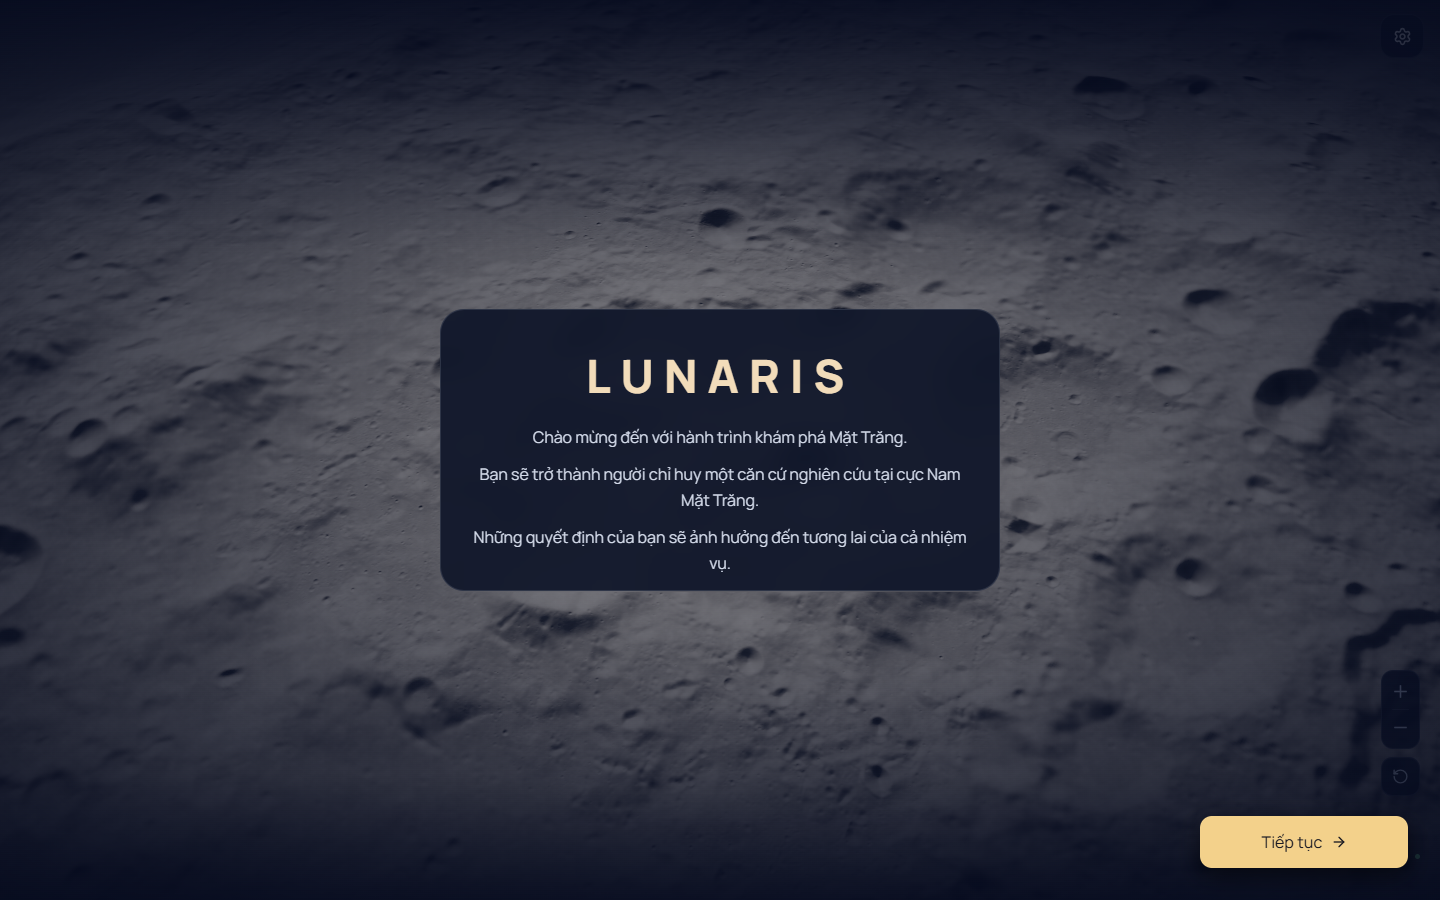 LUNARIS
Chào mừng đến với hành trình khám phá Mặt Trăng.
Bạn sẽ trở thành người chỉ huy một căn cứ nghiên cứu tại cực Nam
Mặt Trăng.
Những quyết định của bạn sẽ ảnh hưởng đến tương lai của cả nhiệm
vụ.
Tiếp tục →